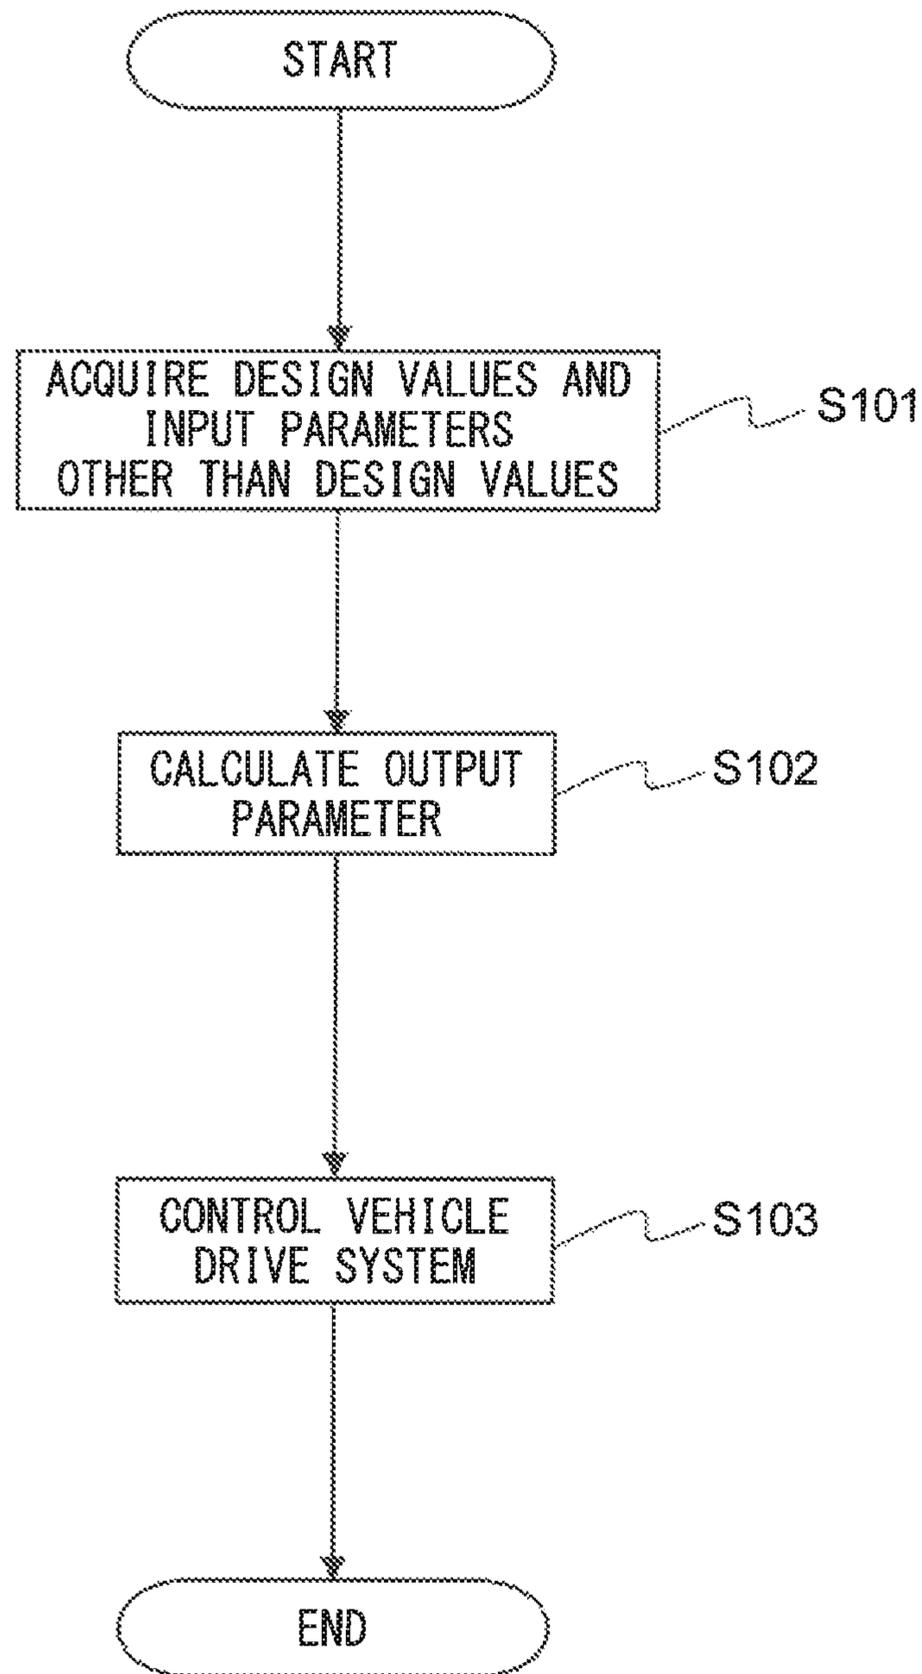 START
ACQUIRE DESIGN VALUES AND
INPUT PARAMETERS
OTHER THAN DESIGN VALUES
S101
CALCULATE OUTPUT
PARAMETER
S102
CONTROL VEHICLE
DRIVE SYSTEM
S103
END